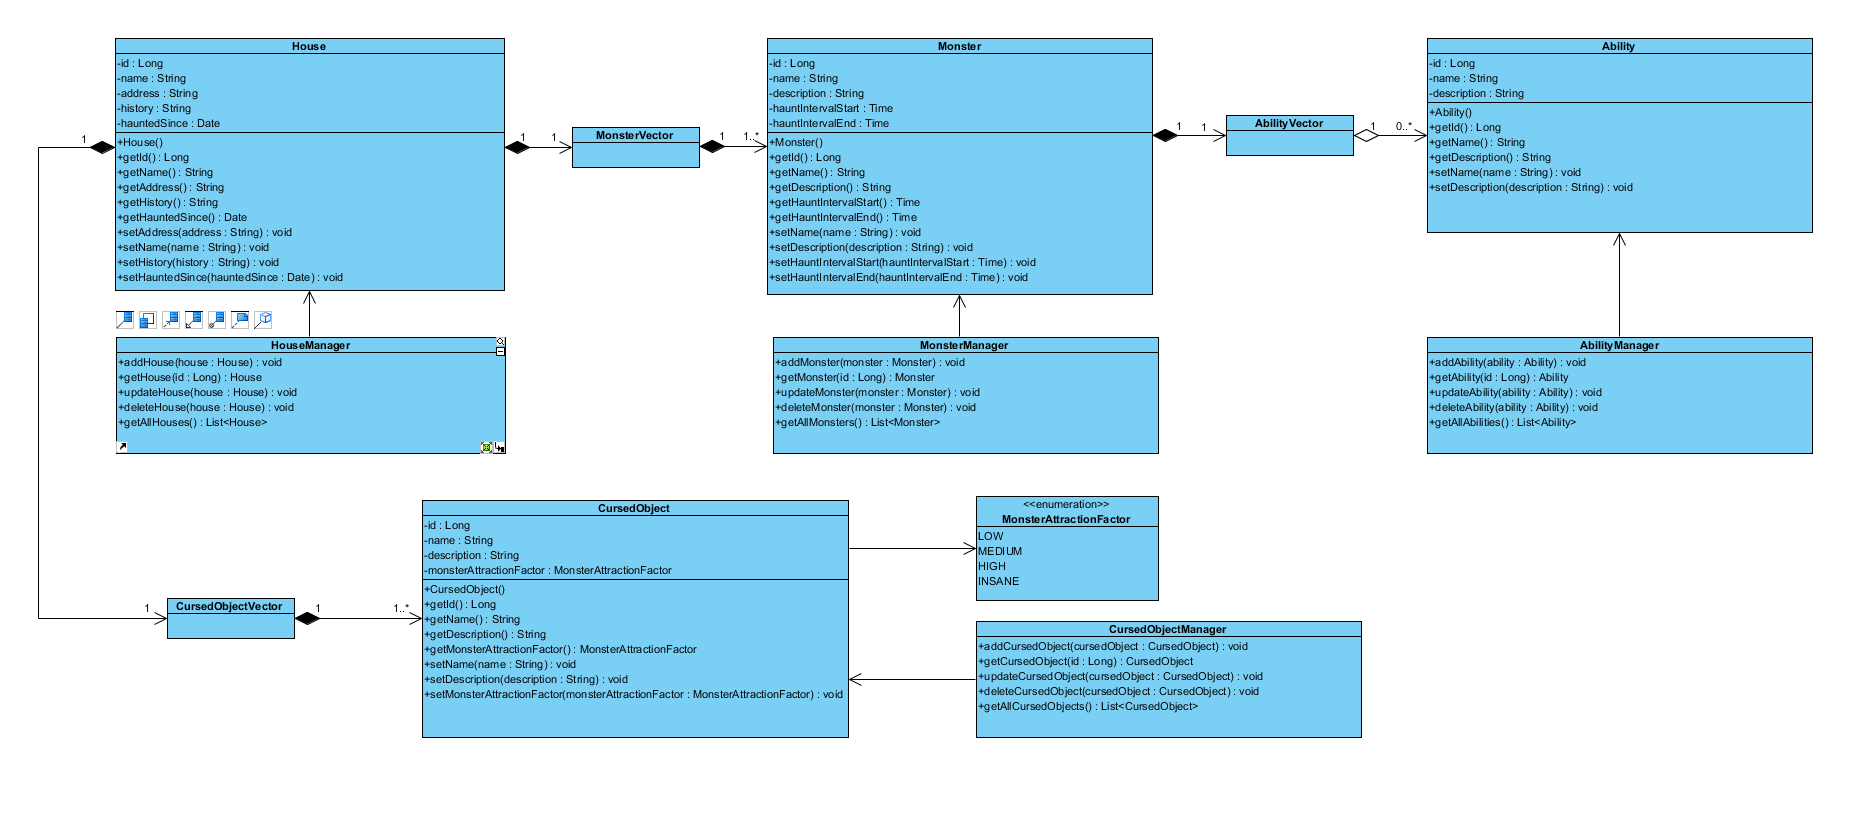 House
-id : Long
-name : String
-address : String
-history : String
-hauntedSince : Date
+House()
+getId() : Long
+getName() : String
+getAddress() : String
+getHistory() : String
+getHauntedSince() : Date
+setAddress(address : String) : void
+setName(name : String) : void
+setHistory(history : String) : void
+setHauntedSince(hauntedSince : Date) : void
1
1
1
MonsterVector
1
1..*
Monster
-id : Long
-name : String
-description : String
-hauntIntervalStart : Time
-hauntIntervalEnd : Time
+Monster()
+getId() : Long
+getName() : String
+getDescription() : String
+getHauntIntervalStart() : Time
+getHauntIntervalEnd() : Time
+setName(name : String) : void
+setDescription(description : String) : void
+setHauntIntervalStart(hauntIntervalStart : Time) : void
+setHauntIntervalEnd(hauntIntervalEnd : Time) : void
1
1
AbilityVector
1
0..*
Ability
-id : Long
-name : String
-description : String
+Ability()
+getId() : Long
+getName() : String
+getDescription() : String
+setName(name : String) : void
+setDescription(description : String) : void
HouseManager
+addHouse(house : House) : void
+getHouse(id : Long) : House
+updateHouse(house : House) : void
+deleteHouse(house : House) : void
+getAllHouses() : List<House>
MonsterManager
+addMonster(monster : Monster) : void
+getMonster(id : Long) : Monster
+updateMonster(monster : Monster) : void
+deleteMonster(monster : Monster) : void
+getAllMonsters() : List<Monster>
AbilityManager
+addAbility(ability : Ability) : void
+getAbility(id : Long) : Ability
+updateAbility(ability : Ability) : void
+deleteAbility(ability : Ability) : void
+getAllAbilities() : List<Ability>
1
CursedObjectVector
1
1..*
CursedObject
-id : Long
-name : String
-description : String
-monsterAttractionFactor : MonsterAttractionFactor
+CursedObject()
+getId() : Long
+getName() : String
+getDescription() : String
+getMonsterAttractionFactor() : MonsterAttractionFactor
+setName(name : String) : void
+setDescription(description : String) : void
+setMonsterAttractionFactor(monsterAttractionFactor : MonsterAttractionFactor) : void
<<enumeration>>
MonsterAttractionFactor
LOW
MEDIUM
HIGH
INSANE
CursedObjectManager
+addCursedObject(cursedObject : CursedObject) : void
+getCursedObject(id : Long) : CursedObject
+updateCursedObject(cursedObject : CursedObject) : void
+deleteCursedObject(cursedObject : CursedObject) : void
+getAllCursedObjects() : List<CursedObject>